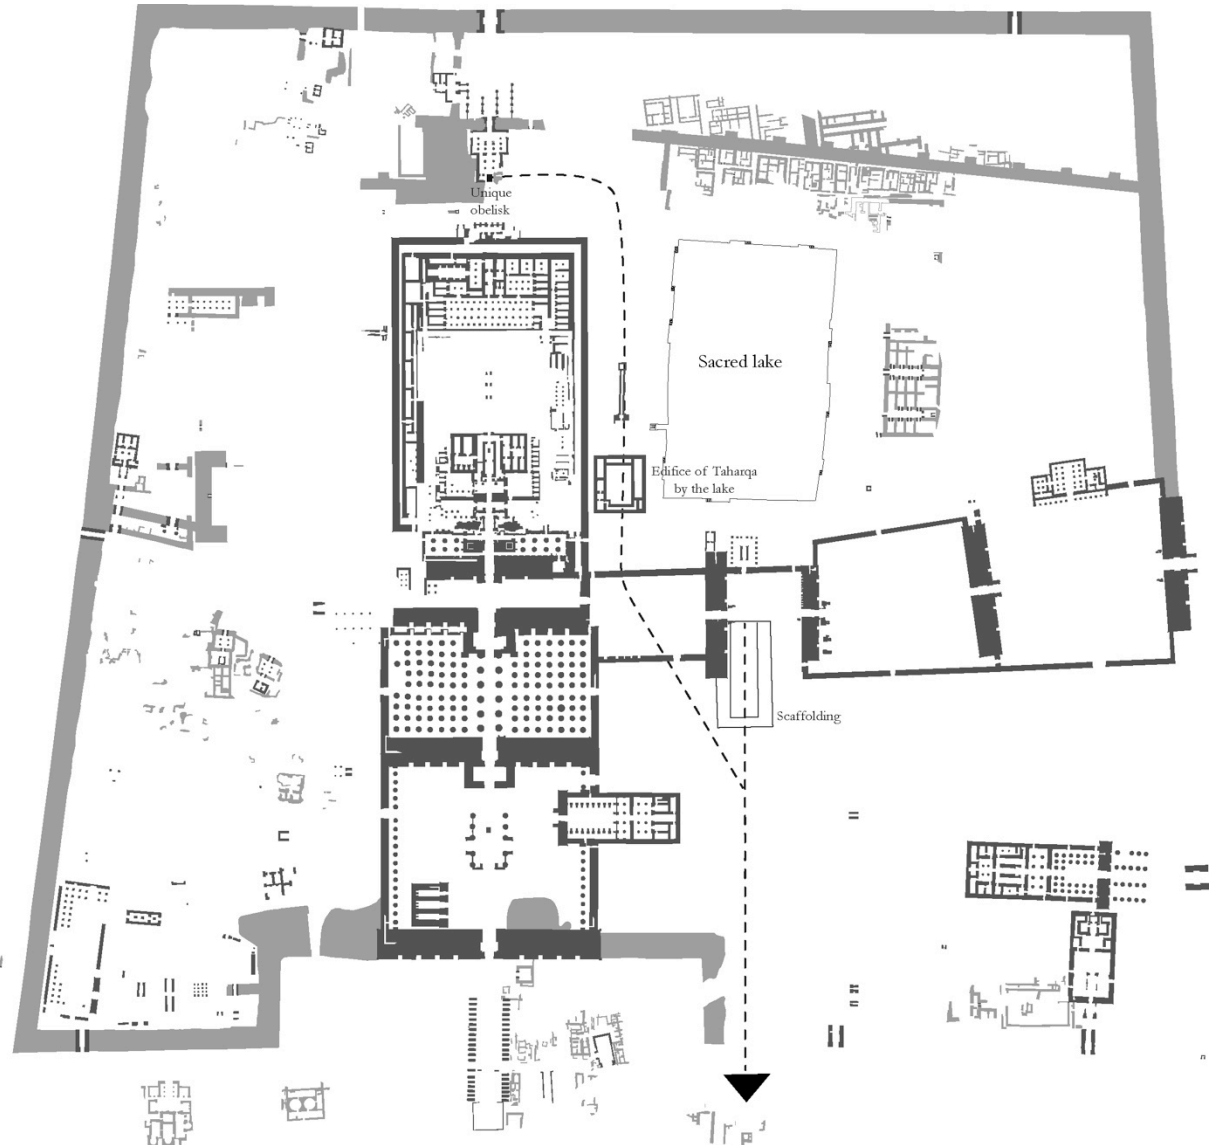 Unique
obelisk
Sacred lake
Edifice of Taharqa
by the lake
Scaffolding